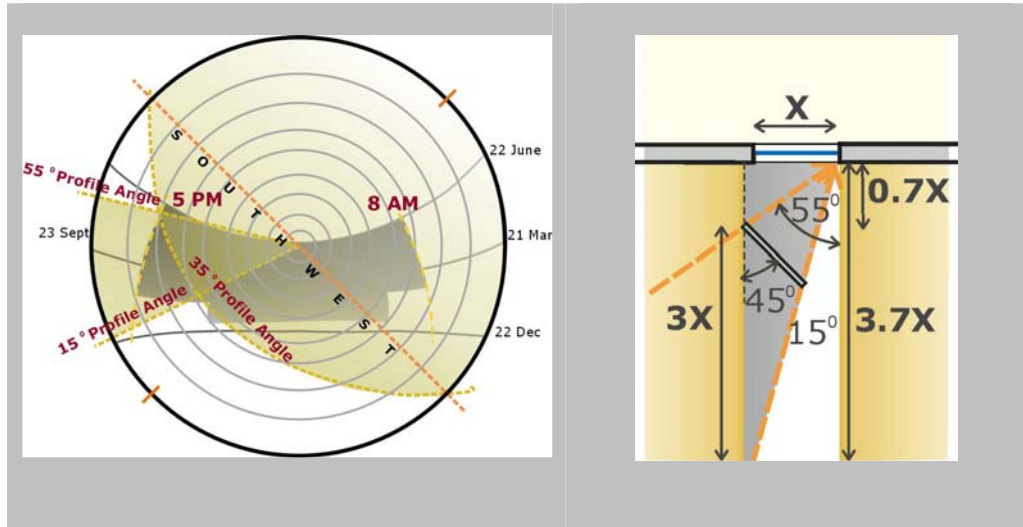 22 June
55 °Profile Angle
5 PM
8 AM
SOUTH WEST
23 Sept
21 Mar
35 °Profile Angle
15 °Profile Angle
22 Dec
X
0.7X
55⁰
45⁰
3X
15⁰
3.7X